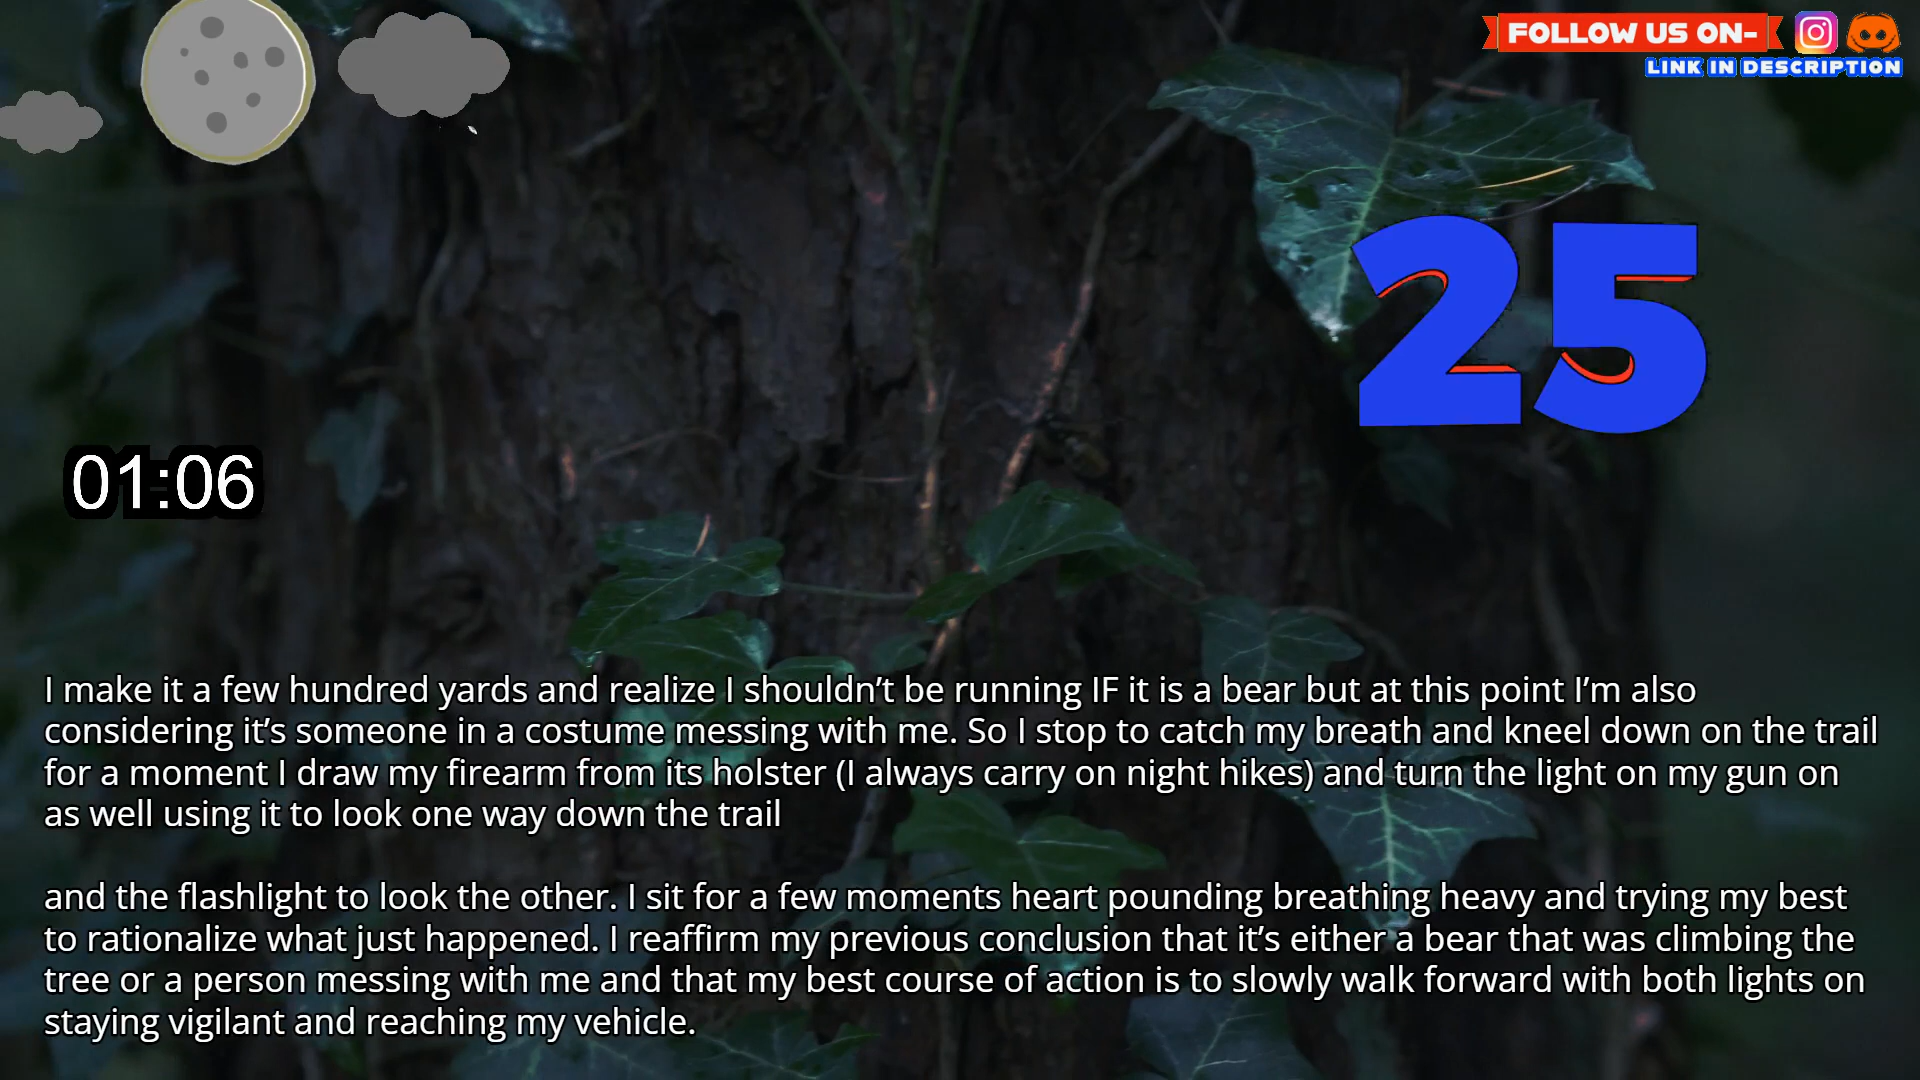 FOLLOW US ON-
LINK IN DESCRIPTION
25
01:06
I make it a few hundred yards and realize I shouldn’t be running IF it is a bear but at this point I’m also
considering it’s someone in a costume messing with me. So I stop to catch my breath and kneel down on the trail
for a moment I draw my firearm from its holster (I always carry on night hikes) and turn the light on my gun on
as well using it to look one way down the trail
and the flashlight to look the other. I sit for a few moments heart pounding breathing heavy and trying my best
to rationalize what just happened. I reaffirm my previous conclusion that it’s either a bear that was climbing the
tree or a person messing with me and that my best course of action is to slowly walk forward with both lights on
staying vigilant and reaching my vehicle.